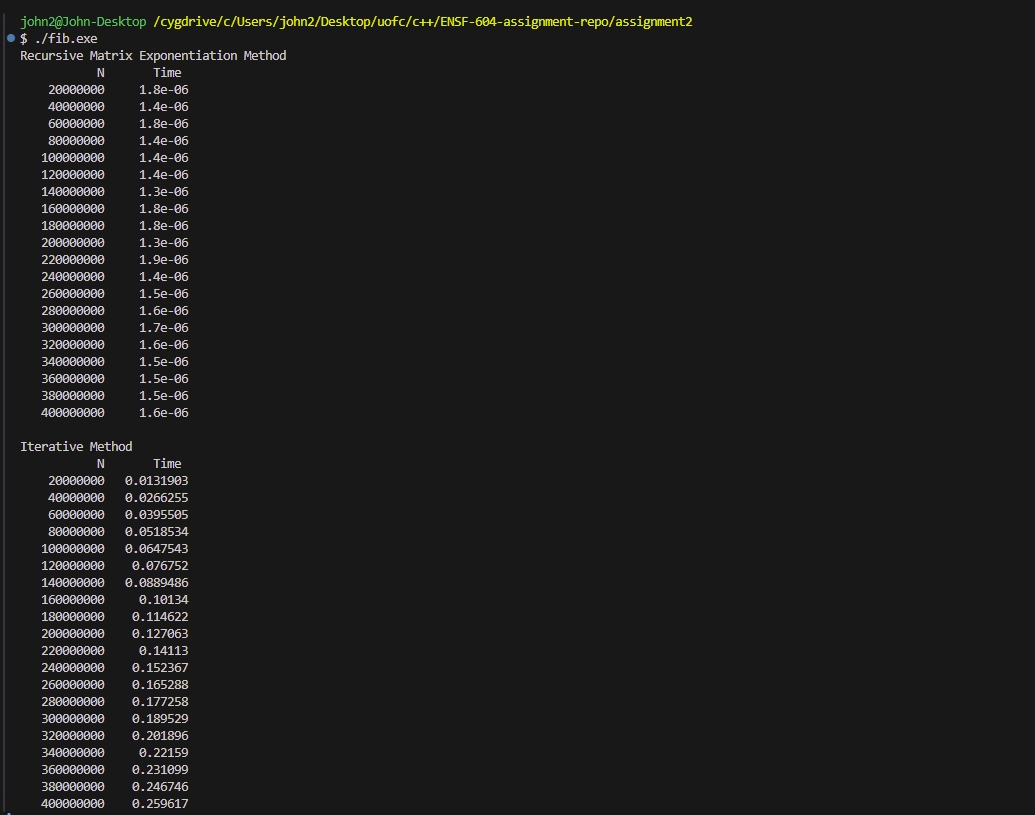 john2@John-Desktop /cygdrive/c/Users/john2/Desktop/uofc/c++/ENSF-604-assignment-repo/assignment2
$ ./fib.exe
Recursive Matrix Exponentiation Method
N Time
20000000 1.8e-06
40000000 1.4e-06
60000000 1.8e-06
80000000 1.4e-06
100000000 1.4e-06
120000000 1.4e-06
140000000 1.3e-06
160000000 1.8e-06
180000000 1.8e-06
200000000 1.3e-06
220000000 1.9e-06
240000000 1.4e-06
260000000 1.5e-06
280000000 1.6e-06
300000000 1.7e-06
320000000 1.6e-06
340000000 1.5e-06
360000000 1.5e-06
380000000 1.5e-06
400000000 1.6e-06

Iterative Method
N Time
20000000 0.0131903
40000000 0.0266255
60000000 0.0395505
80000000 0.0518534
100000000 0.0647543
120000000 0.076752
140000000 0.0889486
160000000 0.10134
180000000 0.114622
200000000 0.127063
220000000 0.14113
240000000 0.152367
260000000 0.165288
280000000 0.177258
300000000 0.189529
320000000 0.201896
340000000 0.22159
360000000 0.231099
380000000 0.246746
400000000 0.259617